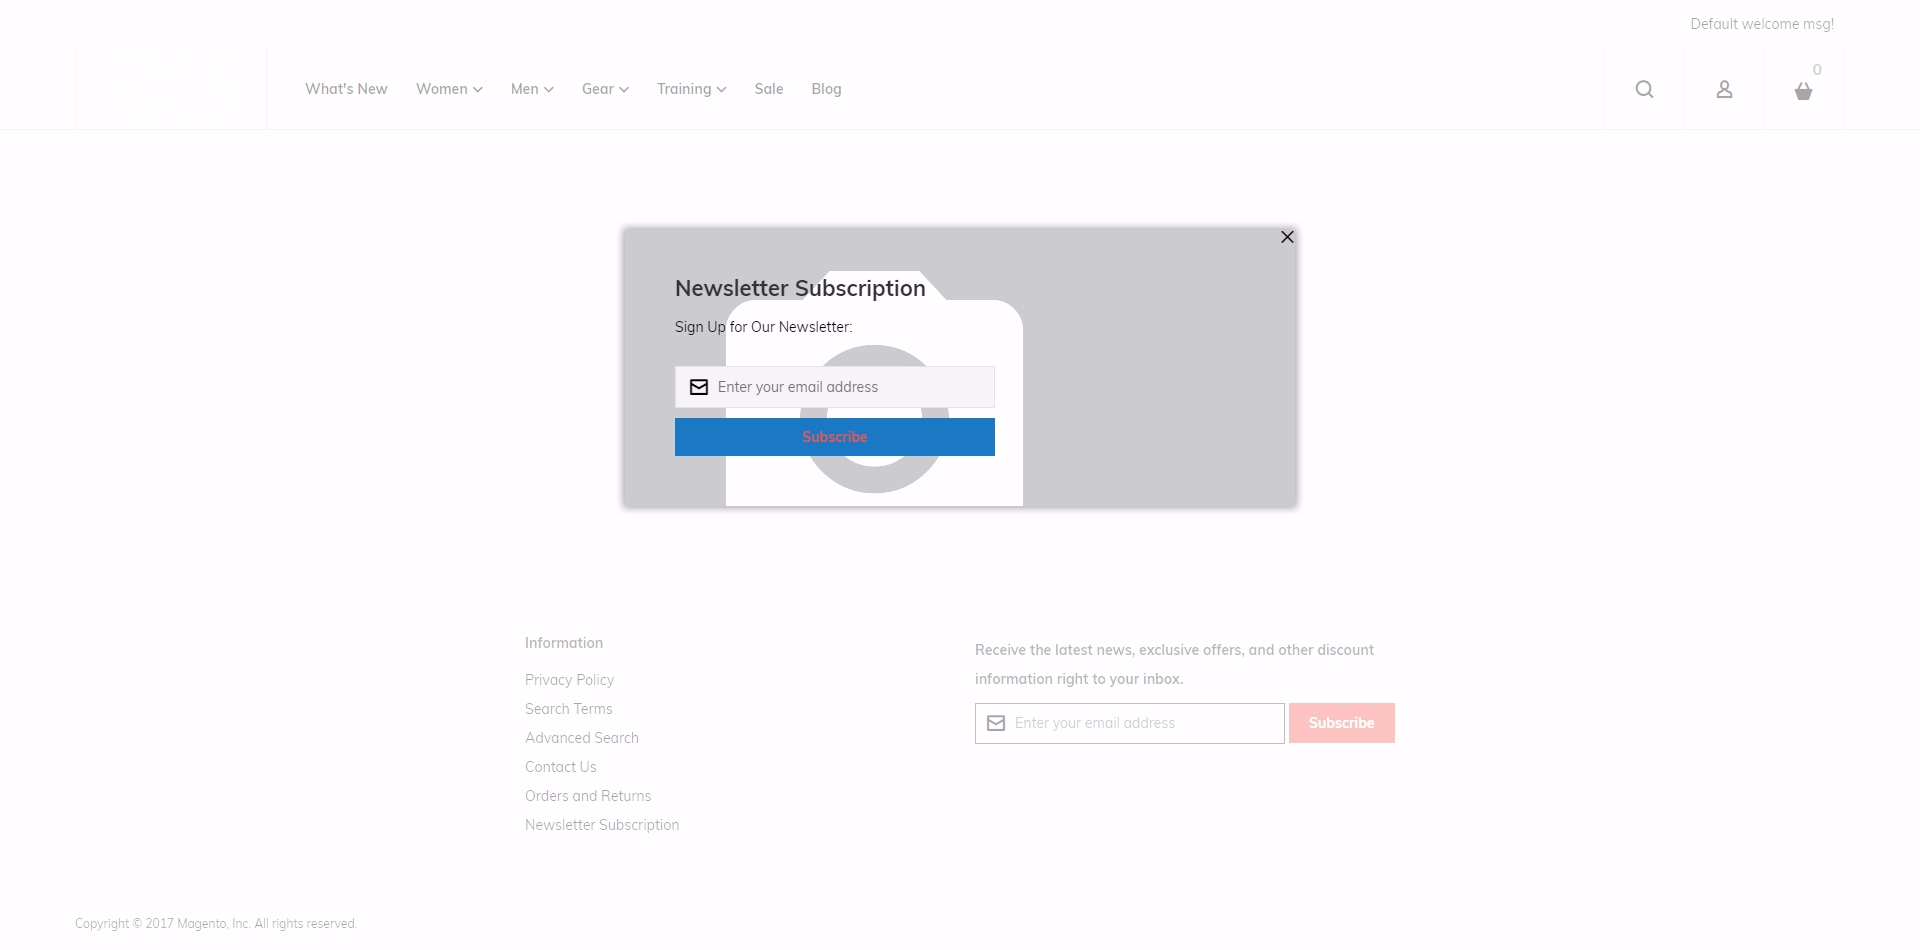 Default welcome msg!
What's New Women Men Gear Training Sale Blog
0
Newsletter Subscription
Sign Up for Our Newsletter:
Enter your email address
Subscribe
Information
Privacy Policy
Search Terms
Advanced Search
Contact Us
Orders and Returns
Newsletter Subscription
Receive the latest news, exclusive offers, and other discount
information right to your inbox.
Enter your email address
Subscribe
Copyright © 2017 Magento, Inc. All rights reserved.